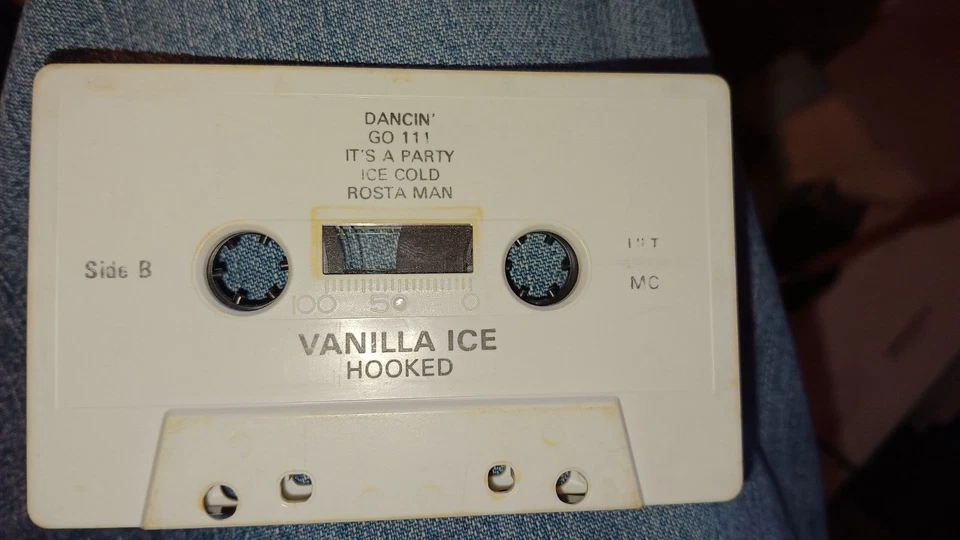 DANCIN'
GO 111
IT'S A PARTY
ICE COLD
ROSTA MAN
Side B
MC
100 50 0
VANILLA ICE
HOOKED